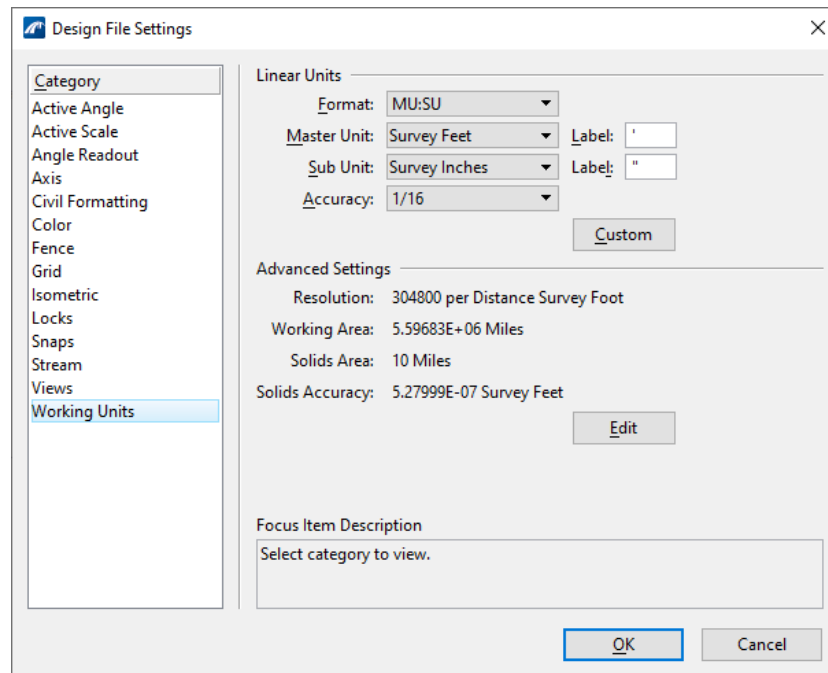 Design File Settings
Category
Active Angle
Active Scale
Angle Readout
Axis
Civil Formatting
Color
Fence
Grid
Isometric
Locks
Snaps
Stream
Views
Working Units
Linear Units
Format: MU:SU
Master Unit: Survey Feet Label: '
Sub Unit: Survey Inches Label: "
Accuracy: 1/16
Custom
Advanced Settings
Resolution: 304800 per Distance Survey Foot
Working Area: 5.59683E+06 Miles
Solids Area: 10 Miles
Solids Accuracy: 5.27999E-07 Survey Feet
Edit
Focus Item Description
Select category to view.
OK Cancel